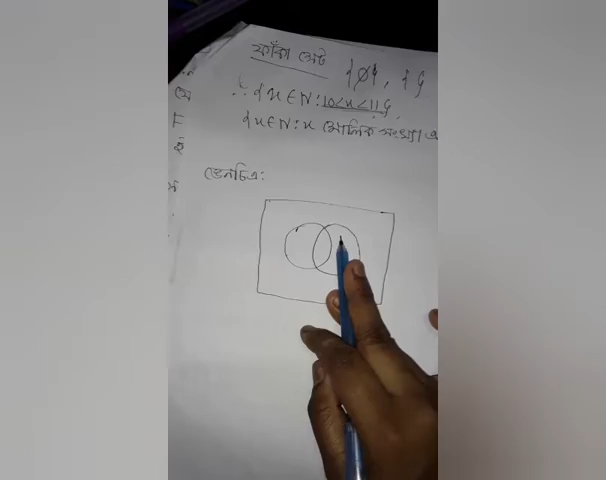 ফাঁকা সেট {∅}, { }
∴ {x ∈ N : 10<x<11}
{x ∈ N : x মৌলিক সংখ্যা
ভেনচিত্র: